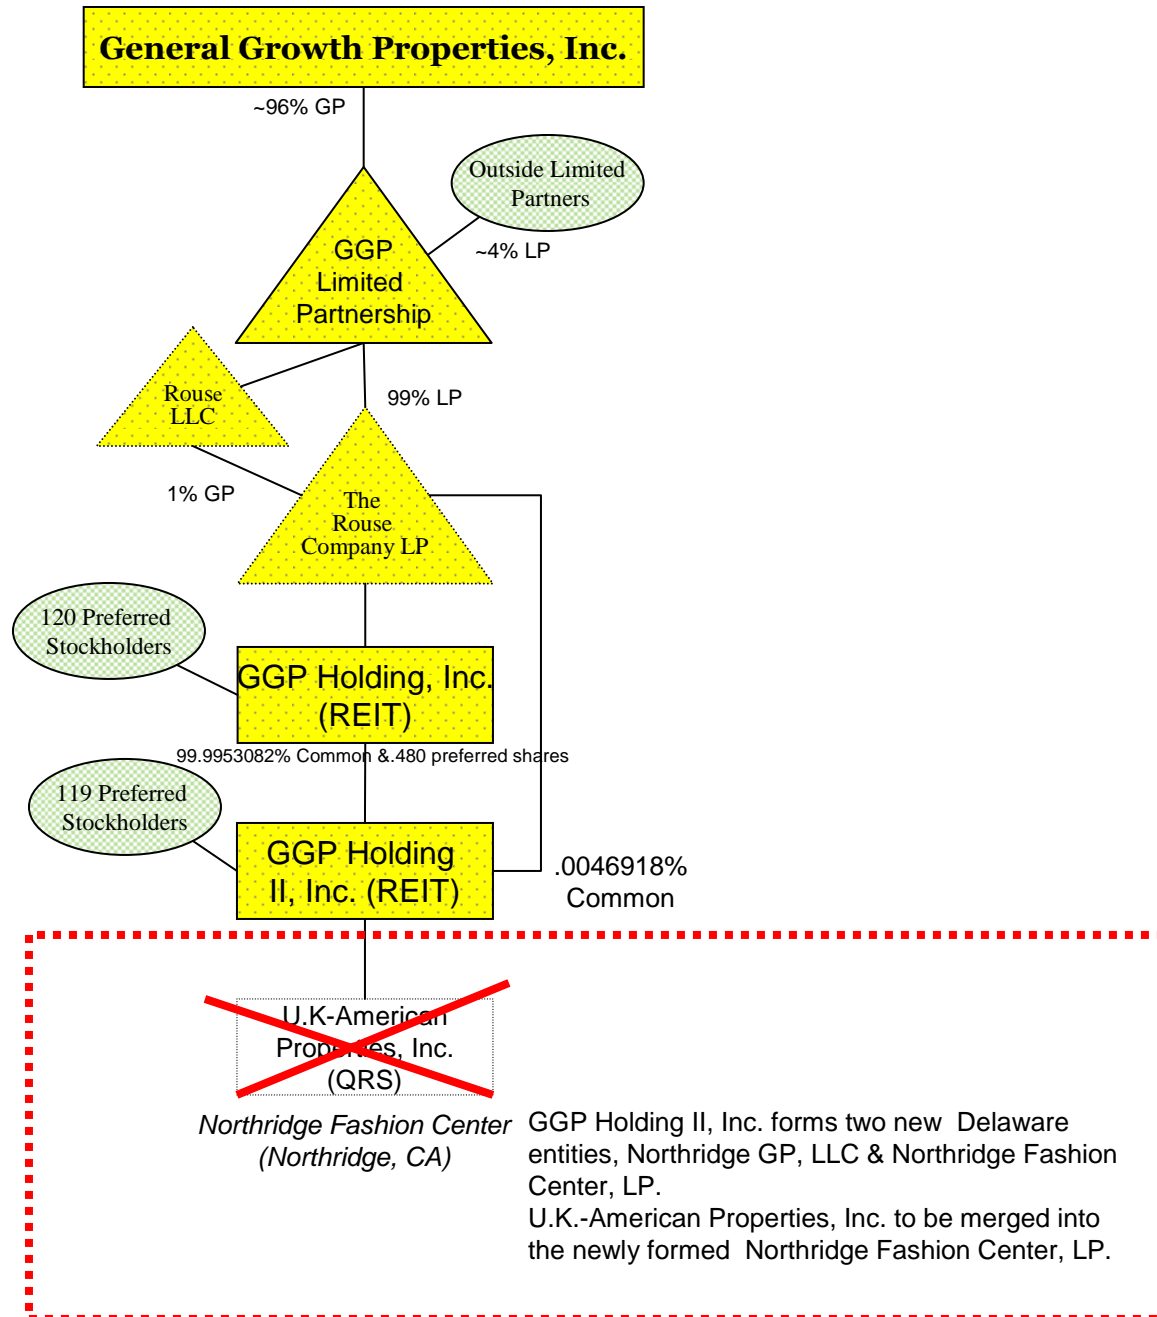 General Growth Properties, Inc.
~96% GP
Outside Limited
Partners
~4% LP
GGP
Limited
Partnership
Rouse
LLC
99% LP
1% GP
The
Rouse
Company LP
120 Preferred
Stockholders
GGP Holding, Inc.
(REIT)
99.9953082% Common &.480 preferred shares
119 Preferred
Stockholders
GGP Holding
II, Inc. (REIT)
.0046918%
Common
U.K-American
Properties, Inc.
(QRS)
Northridge Fashion Center
(Northridge, CA)
GGP Holding II, Inc. forms two new Delaware
entities, Northridge GP, LLC & Northridge Fashion
Center, LP.
U.K.-American Properties, Inc. to be merged into
the newly formed Northridge Fashion Center, LP.